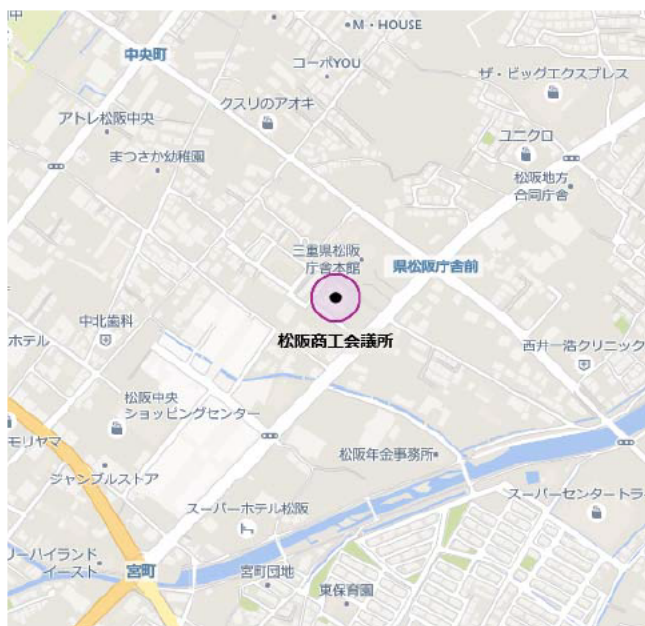 中
M・HOUSE
中央町
コーポYOU
ザ・ビッグエクスプレス
クスリのアオキ
アトレ松阪中央
ユニクロ
まつさか幼稚園
松阪地方
合同庁舎
三重県松阪
庁舎本館
県松阪庁舎前
中北歯科
ホテル
松阪商工会議所
西井一浩クリニック
松阪中央
ショッピングセンター
モリヤマ
松阪年金事務所
ジャンブルストア
スーパーホテル松阪
スーパーセンタートラ
リーハイランド
イースト
宮町
宮町団地
東保育園